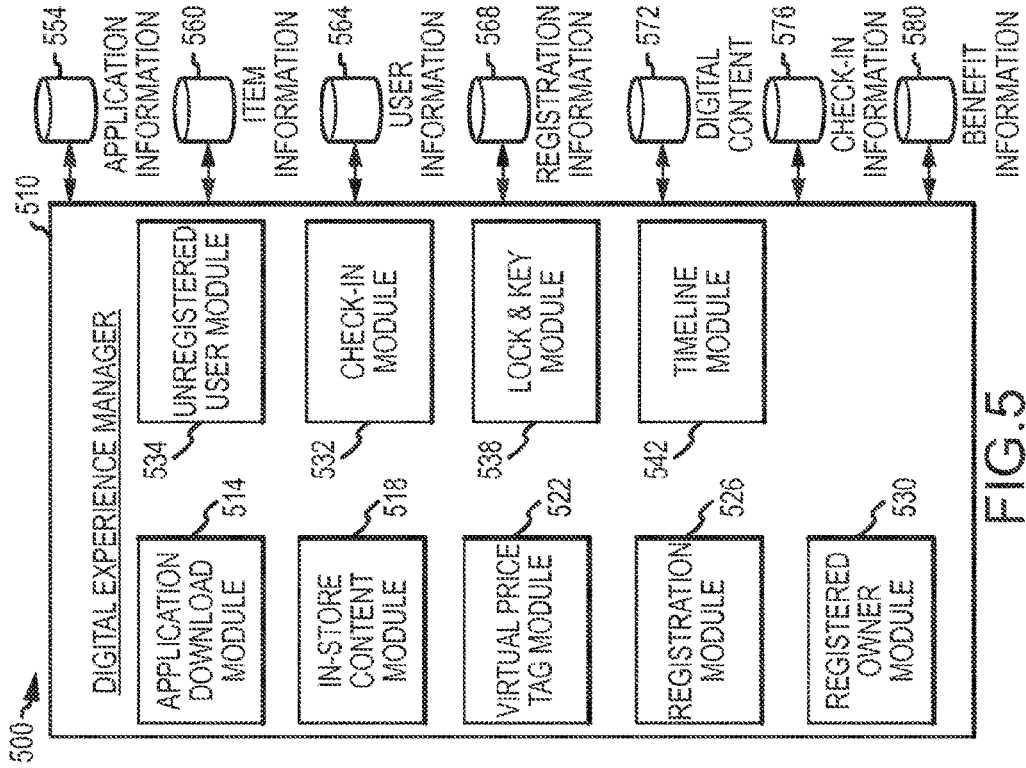 500
510
DIGITAL EXPERIENCE MANAGER
APPLICATION
DOWNLOAD
MODULE
514
IN-STORE
CONTENT
MODULE
518
VIRTUAL PRICE
TAG MODULE
522
REGISTRATION
MODULE
526
REGISTERED
OWNER
MODULE
530
534
UNREGISTERED
USER MODULE
532
CHECK-IN
MODULE
538
LOCK & KEY
MODULE
542
TIMELINE
MODULE
554
APPLICATION
INFORMATION
560
ITEM
INFORMATION
564
USER
INFORMATION
568
REGISTRATION
INFORMATION
572
DIGITAL
CONTENT
576
CHECK-IN
INFORMATION
580
BENEFIT
INFORMATION
FIG.5